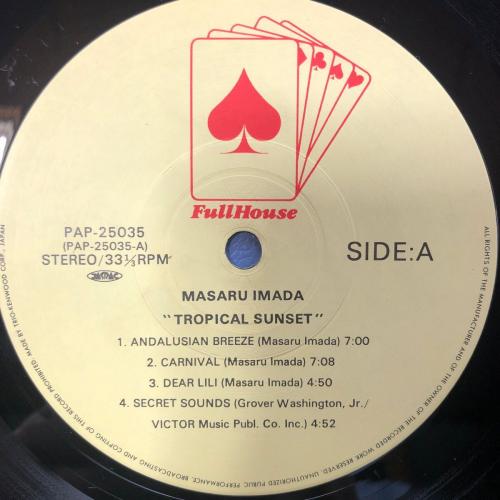 FullHouse
PAP-25035
(PAP-25035-A)
STEREO/33⅓RPM
SIDE:A
MASARU IMADA
"TROPICAL SUNSET"
1. ANDALUSIAN BREEZE (Masaru Imada) 7:00
2. CARNIVAL (Masaru Imada) 7:08
3. DEAR LILI (Masaru Imada) 4:50
4. SECRET SOUNDS (Grover Washington, Jr./
VICTOR Music Publ. Co. Inc.) 4:52
ALL RIGHTS OF THE MANUFACTURER AND OF THE OWNER OF THE RECORDED WORK RESERVED. UNAUTHORIZED PUBLIC PERFORMANCE, BROADCASTING AND COPYING OF THIS RECORD PROHIBITED. MADE BY TRIO-KENWOOD CORP., JAPAN